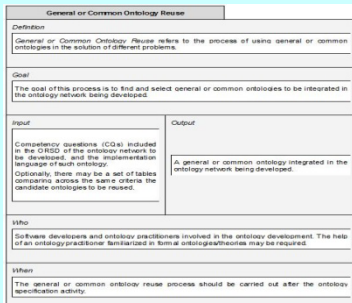 General or Common Ontology Reuse
Definition
General or Common Ontology Reuse refers to the process of using general or common
ontologies in the solution of different problems.
Goal
The goal of this process is to find and select general or common ontologies to be integrated in
the ontology network being developed.
Input
Competency questions (CQs) included
in the ORSD of the ontology network to
be developed, and the implementation
language of such ontology.
Optionally, there may be a set of tables
comparing across the same criteria the
candidate ontologies to be reused.
Output
A general or common ontology integrated in the
ontology network being developed.
Who
Software developers and ontology practitioners involved in the ontology development. The help
of an ontology practitioner familiarized in formal ontologies/theories may be required.
When
The general or common ontology reuse process should be carried out after the ontology
specification activity.